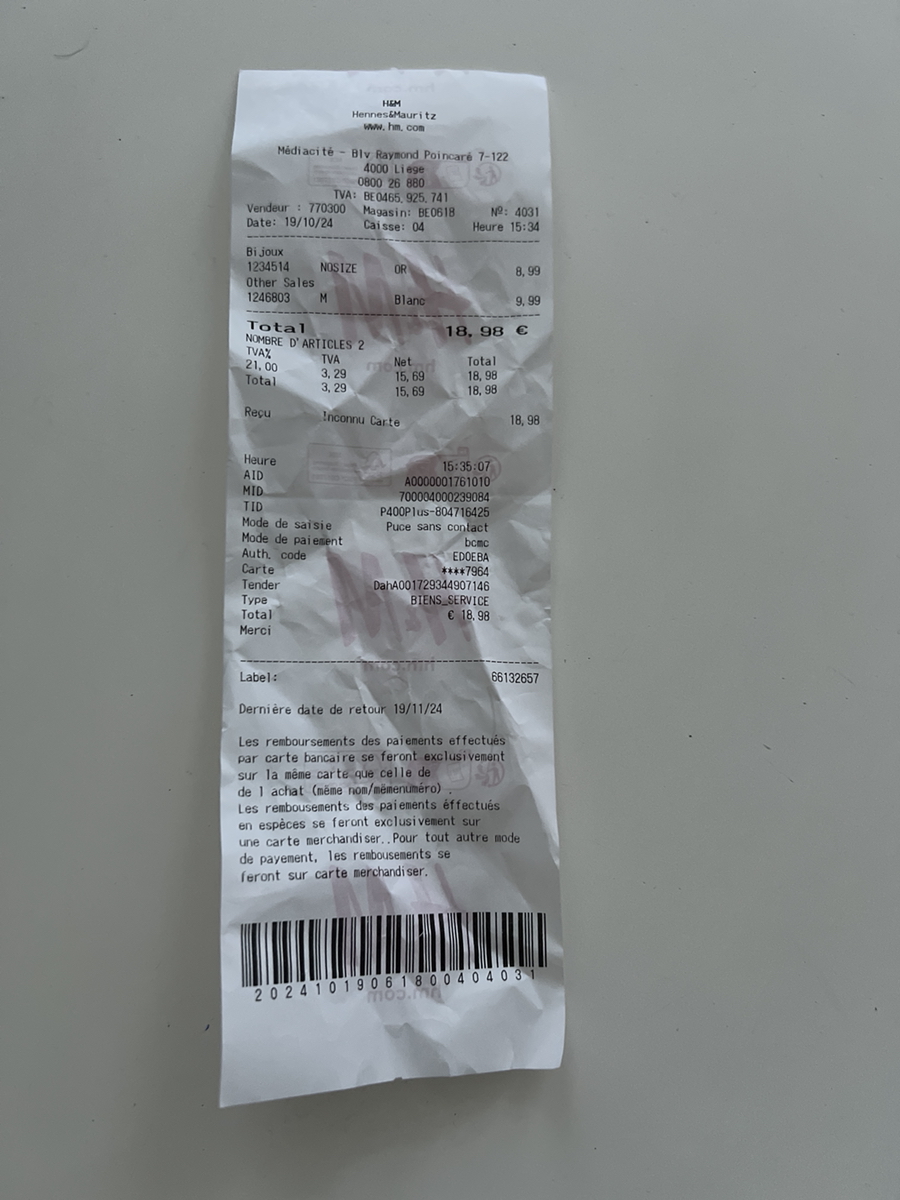 H&M
Hennes&Mauritz
www.hm.com
Médiacité - Blv Raymond Poincaré 7-122
4000 Liege
0800 26 880
TVA: BE0465.925.741
Vendeur : 770300 Magasin: BE0618 Nº: 4031
Date: 19/10/24 Caisse: 04 Heure 15:34
Bijoux
1234514 NOSIZE OR 8,99
Other Sales
1246803 M Blanc 9,99
Total 18,98 €
NOMBRE D'ARTICLES 2
TVA% TVA Net Total
21,00 3,29 15,69 18,98
Total 3,29 15,69 18,98
Reçu Inconnu Carte 18,98
Heure 15:35:07
AID A0000001761010
MID 700004000239084
TID P400Plus-804716425
Mode de saisie Puce sans contact
Mode de paiement bcmc
Auth. code EDOEBA
Carte ****7964
Tender DahA001729344907146
Type BIENS_SERVICE
Total € 18,98
Merci
Label: 66132657
Dernière date de retour 19/11/24
Les remboursements des paiements effectués
par carte bancaire se feront exclusivement
sur la même carte que celle de
de l achat (même nom/mêmenuméro) .
Les rembousements des paiements éffectués
en espèces se feront exclusivement sur
une carte merchandiser..Pour tout autre mode
de payement, les rembousements se
feront sur carte merchandiser.
20241019061800404031